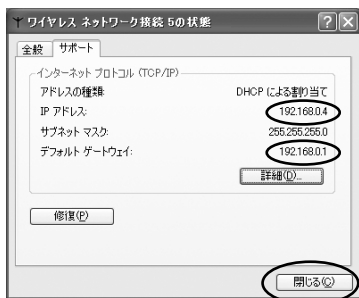 ワイヤレス ネットワーク接続 5の状態
全般 サポート
インターネット プロトコル (TCP/IP)
アドレスの種類: DHCP による割り当て
IP アドレス: 192.168.0.4
サブネット マスク: 255.255.255.0
デフォルト ゲートウェイ: 192.168.0.1
詳細(D)...
修復(P)
閉じる(C)